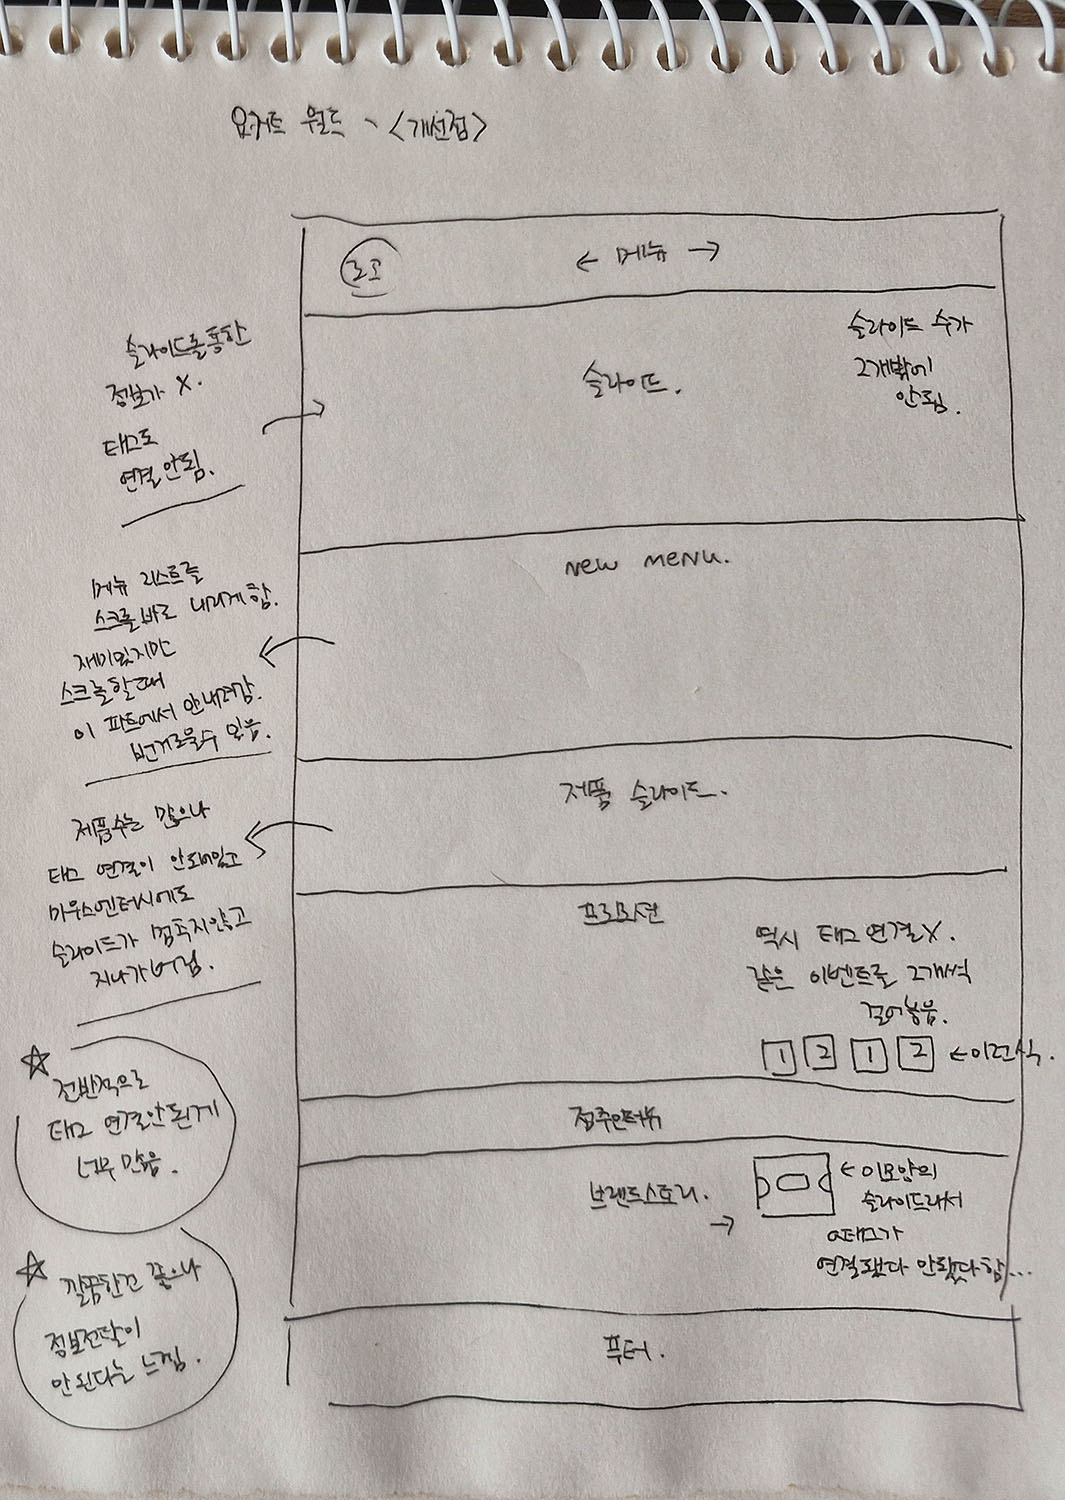 요거트 월드 - <개선점>
로고
← 메뉴 →
슬라이드를통한
정보가 X.
태그도
연결안됨.
슬라이드.
슬라이드 수가
2개밖에
안됨.
new menu.
메뉴 리스트를
스크롤바로 내리게함.
재미있지만
스크롤할때
이 파트에서 안내려감.
번거로울수 있음.
제품 슬라이드.
제품수는 많으나
태그 연결이 안되어있고
마우스엔터시에도
슬라이드가 멈추지않고
지나가버림.
프로모션
역시 태그연결X.
같은 이벤트를 2개씩
걸어놓음.
1 2 1 2 ←이런식.
☆ 전반적으로
태그 연결안된게
너무 많음.
점주인터뷰
브랜드스토리.
→ ← 이모양의
슬라이드라서
a태그가
연결됐다 안됐다함...
☆ 깔끔한건 좋으나
정보전달이
안된다는 느낌.
푸터.